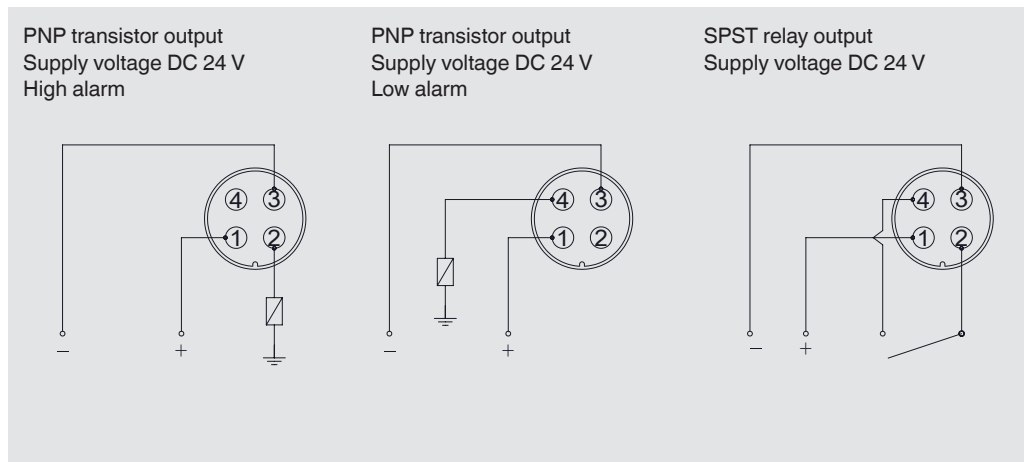 PNP transistor output
Supply voltage DC 24 V
High alarm
4 3
1 2
– +
PNP transistor output
Supply voltage DC 24 V
Low alarm
4 3
1 2
– +
SPST relay output
Supply voltage DC 24 V
4 3
1 2
– +